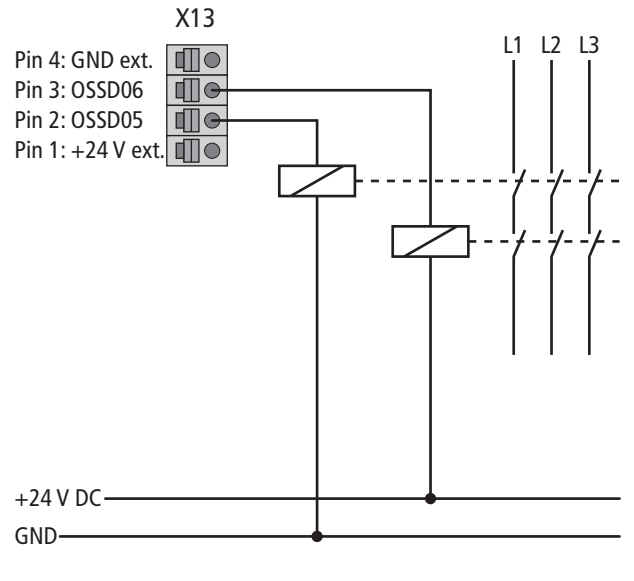 X13
L1 L2 L3
Pin 4: GND ext.
Pin 3: OSSD06
Pin 2: OSSD05
Pin 1: +24 V ext.
+24 V DC
GND